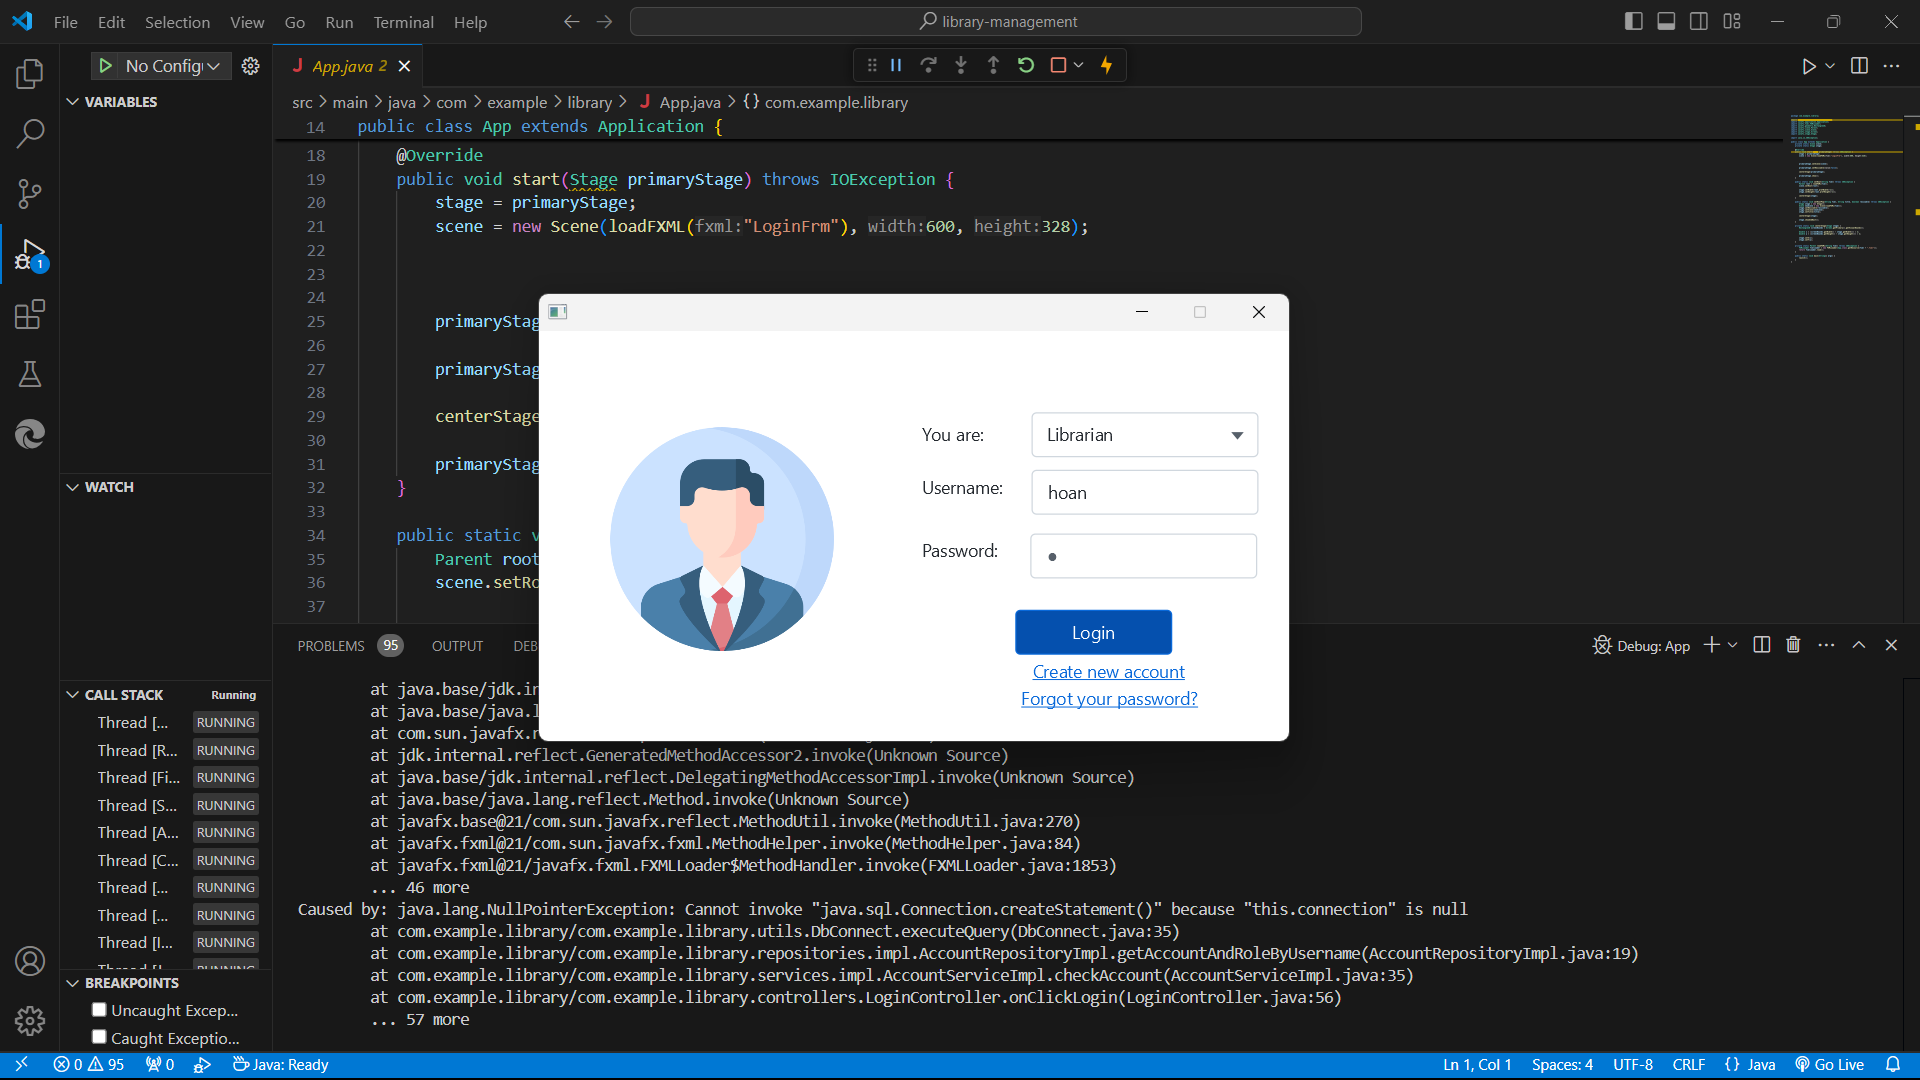 File Edit Selection View Go Run Terminal Help
library-management
No Config
App.java 2
VARIABLES
src main java com example library J App.java {} com.example.library
14 public class App extends Application {
18 @Override
19 public void start(Stage primaryStage) throws IOException {
20 stage = primaryStage;
21 scene = new Scene(loadFXML(fxml:"LoginFrm"), width:600, height:328);
22
23
24
25 primaryStag
26
27 primaryStag
28
29 centerStage
30
31 primaryStag
32 }
33
34 public static v
35 Parent root
36 scene.setRo
37
You are: Librarian
Username: hoan
Password: ●
Login
Create new account
Forgot your password?
WATCH
PROBLEMS 95 OUTPUT DEB
Debug: App
CALL STACK Running
Thread [... RUNNING
Thread [R... RUNNING
Thread [Fi... RUNNING
Thread [S... RUNNING
Thread [A... RUNNING
Thread [C... RUNNING
Thread [... RUNNING
Thread [... RUNNING
Thread [I... RUNNING
BREAKPOINTS
Uncaught Excep...
Caught Exceptio...
at java.base/jdk.in
at java.base/java.l
at com.sun.javafx.r
at jdk.internal.reflect.GeneratedMethodAccessor2.invoke(Unknown Source)
at java.base/jdk.internal.reflect.DelegatingMethodAccessorImpl.invoke(Unknown Source)
at java.base/java.lang.reflect.Method.invoke(Unknown Source)
at javafx.base@21/com.sun.javafx.reflect.MethodUtil.invoke(MethodUtil.java:270)
at javafx.fxml@21/com.sun.javafx.fxml.MethodHelper.invoke(MethodHelper.java:84)
at javafx.fxml@21/javafx.fxml.FXMLLoader$MethodHandler.invoke(FXMLLoader.java:1853)
... 46 more
Caused by: java.lang.NullPointerException: Cannot invoke "java.sql.Connection.createStatement()" because "this.connection" is null
at com.example.library/com.example.library.utils.DbConnect.executeQuery(DbConnect.java:35)
at com.example.library/com.example.library.repositories.impl.AccountRepositoryImpl.getAccountAndRoleByUsername(AccountRepositoryImpl.java:19)
at com.example.library/com.example.library.services.impl.AccountServiceImpl.checkAccount(AccountServiceImpl.java:35)
at com.example.library/com.example.library.controllers.LoginController.onClickLogin(LoginController.java:56)
... 57 more
0 95 0 Java: Ready
Ln 1, Col 1 Spaces: 4 UTF-8 CRLF {} Java Go Live